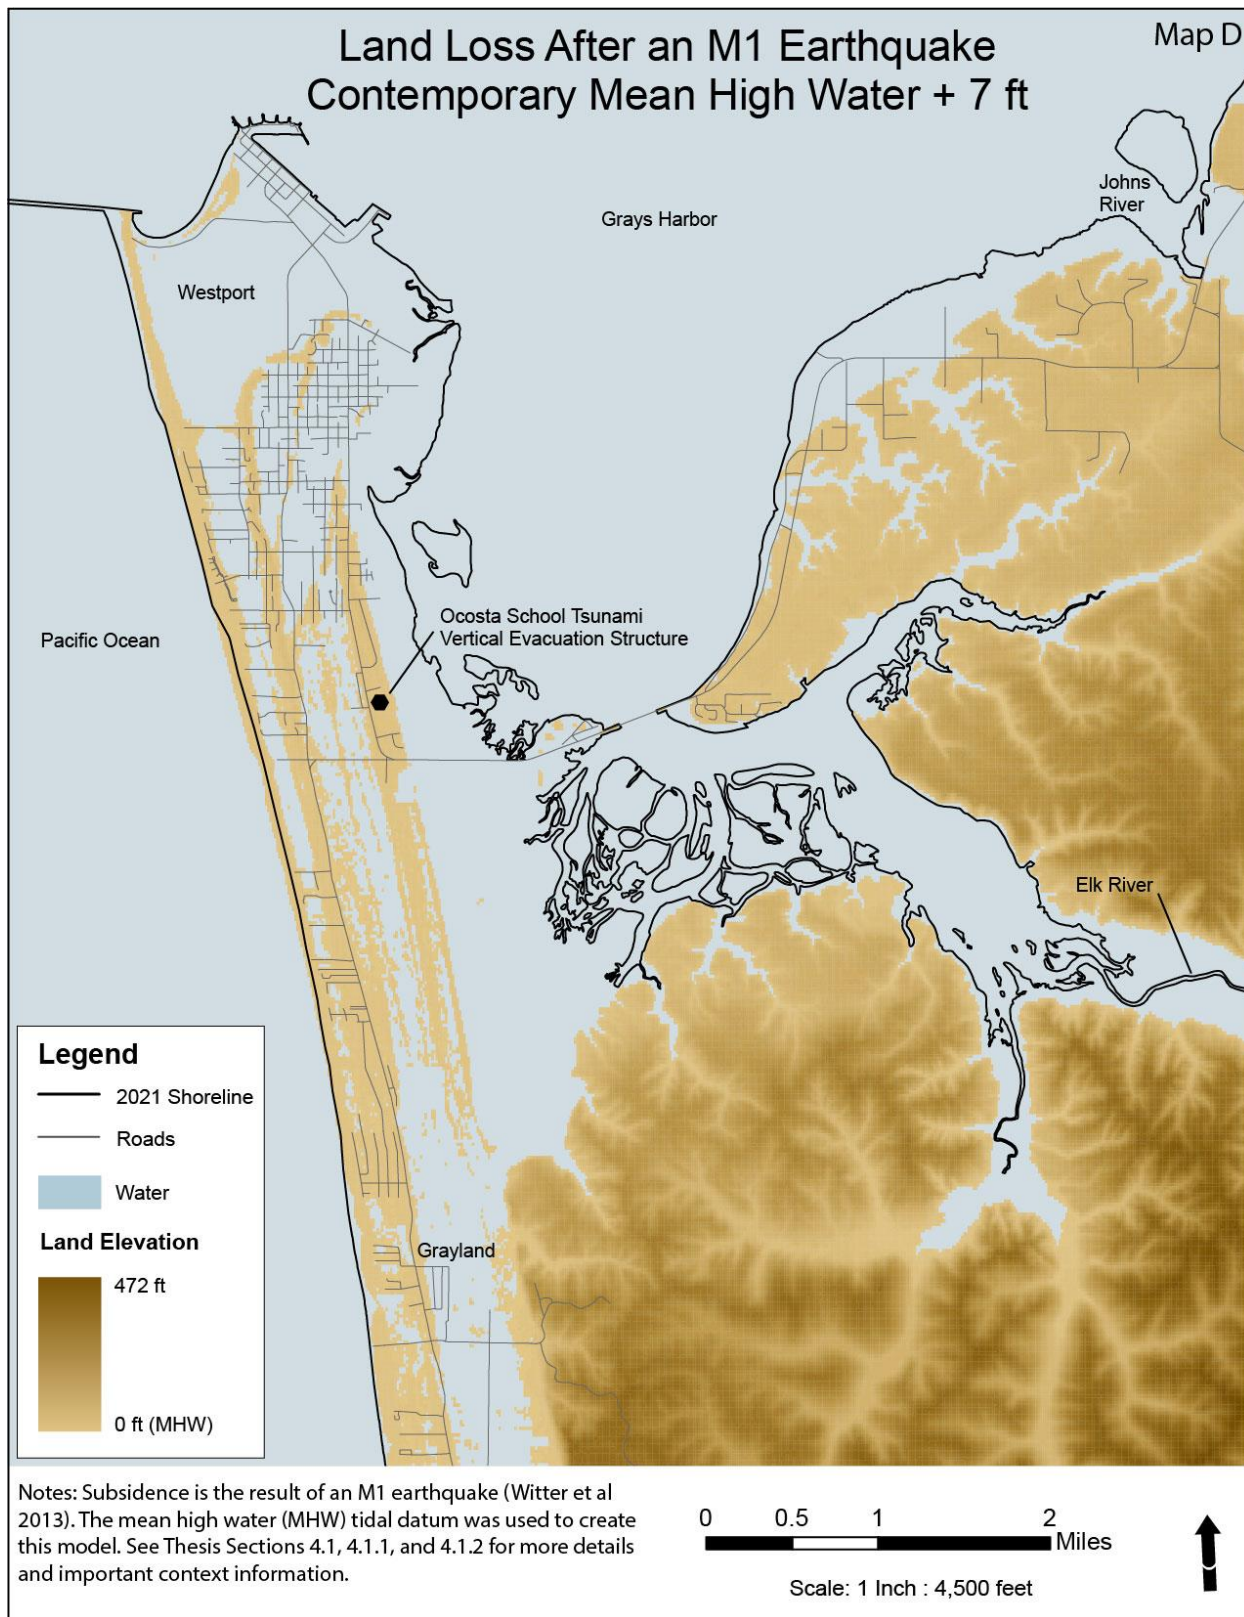 Map D
Land Loss After an M1 Earthquake
Contemporary Mean High Water + 7 ft
Johns
River
Grays Harbor
Westport
Ocosta School Tsunami
Vertical Evacuation Structure
Pacific Ocean
Elk River
Grayland
Legend
2021 Shoreline
Roads
Water
Land Elevation
472 ft
0 ft (MHW)
Notes: Subsidence is the result of an M1 earthquake (Witter et al
2013). The mean high water (MHW) tidal datum was used to create
this model. See Thesis Sections 4.1, 4.1.1, and 4.1.2 for more details
and important context information.
0 0.5 1 2
Miles
Scale: 1 Inch : 4,500 feet